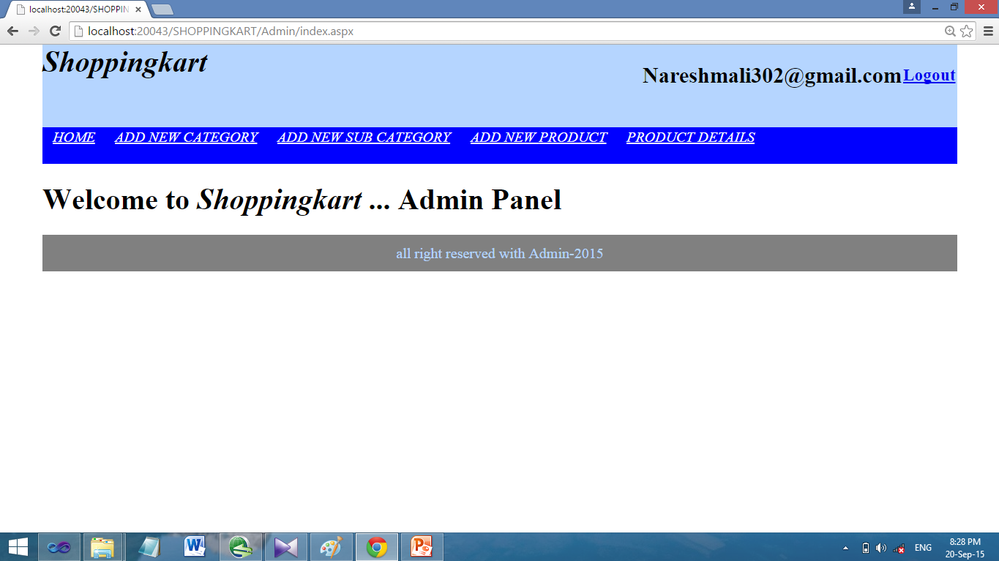 localhost:20043/SHOPPIN
localhost:20043/SHOPPINGKART/Admin/index.aspx
Shoppingkart
Nareshmali302@gmail.com Logout
HOME ADD NEW CATEGORY ADD NEW SUB CATEGORY ADD NEW PRODUCT PRODUCT DETAILS
Welcome to Shoppingkart ... Admin Panel
all right reserved with Admin-2015
ENG
8:28 PM
20-Sep-15